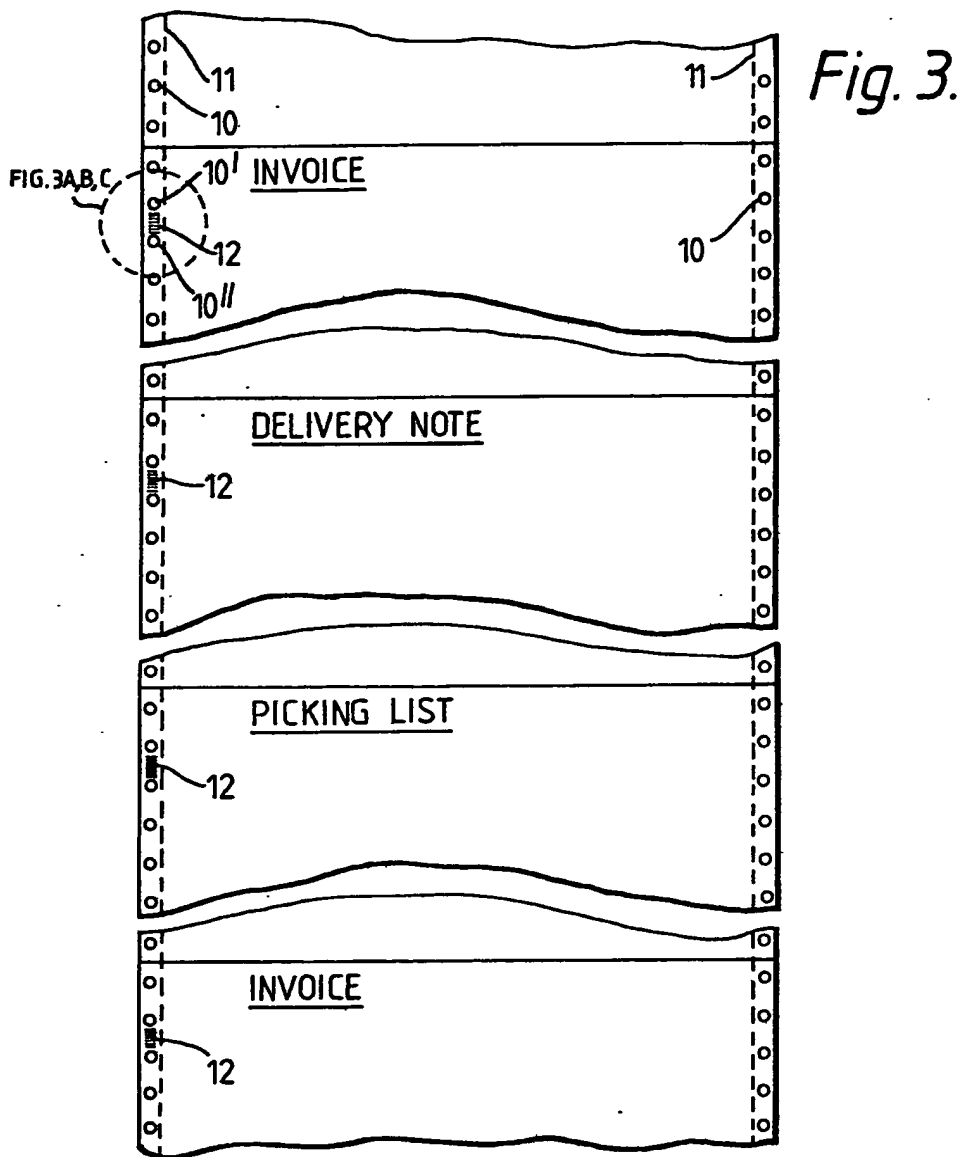 Fig. 3.
11
11
10
FIG. 3A,B,C
10' INVOICE
12
10
10''
DELIVERY NOTE
12
PICKING LIST
12
INVOICE
12